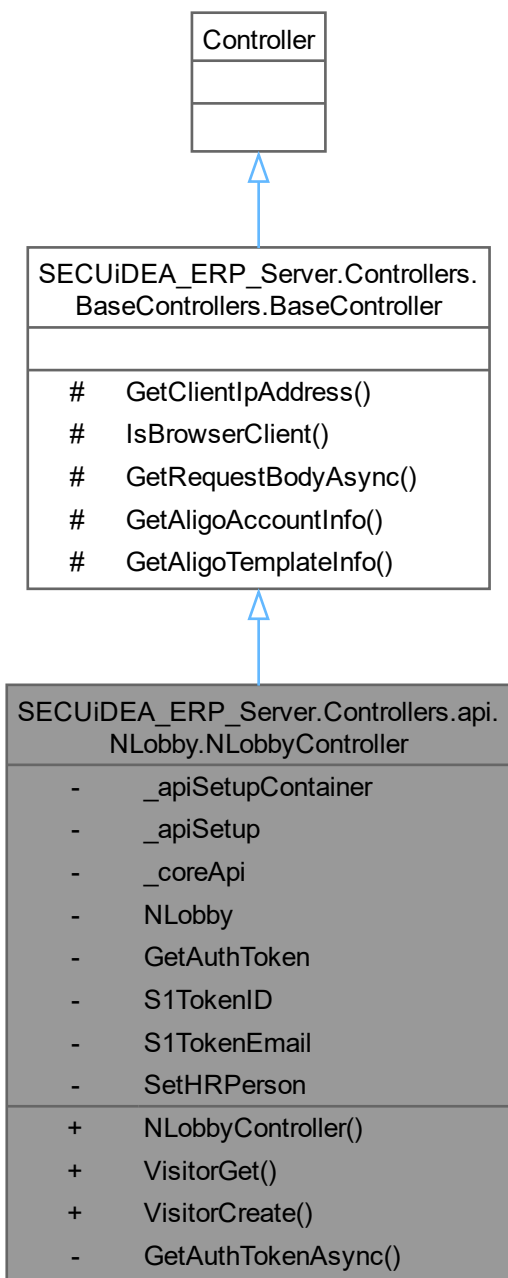 Controller
SECUiDEA_ERP_Server.Controllers.
BaseControllers.BaseController
# GetClientIpAddress()
# IsBrowserClient()
# GetRequestBodyAsync()
# GetAligoAccountInfo()
# GetAligoTemplateInfo()
SECUiDEA_ERP_Server.Controllers.api.
NLobby.NLobbyController
- _apiSetupContainer
- _apiSetup
- _coreApi
- NLobby
- GetAuthToken
- S1TokenID
- S1TokenEmail
- SetHRPerson
+ NLobbyController()
+ VisitorGet()
+ VisitorCreate()
- GetAuthTokenAsync()